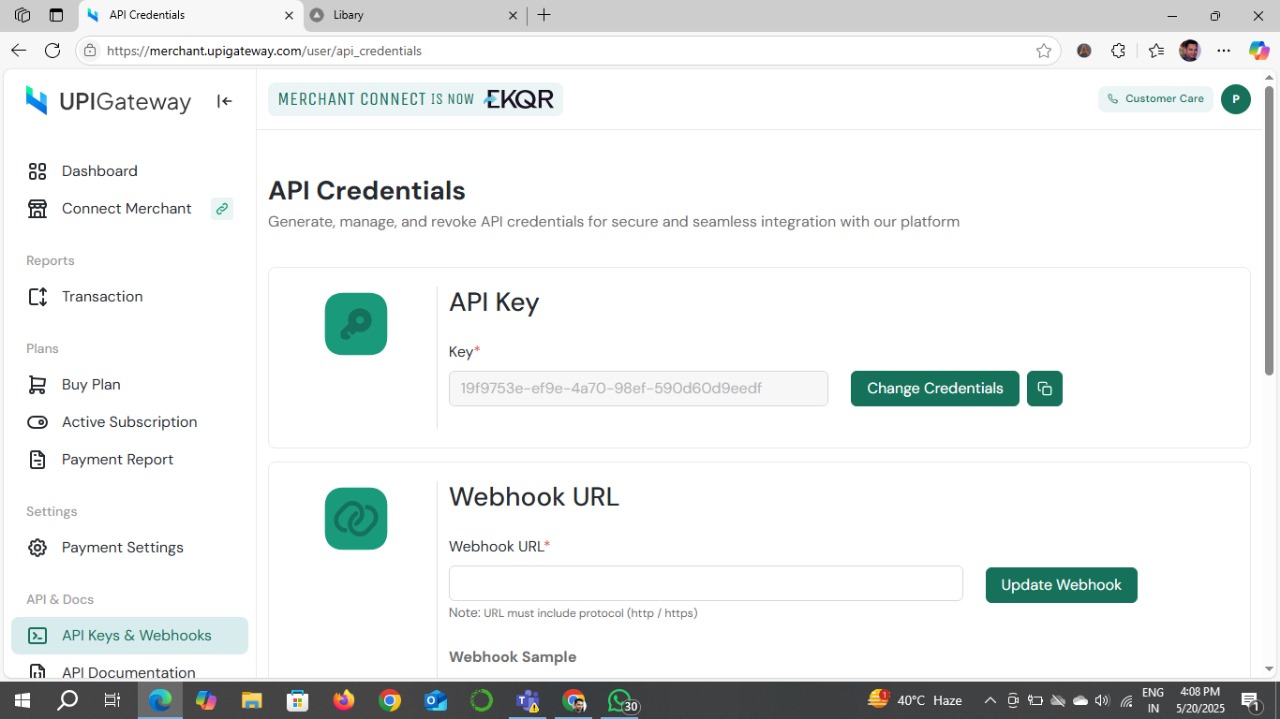 API Credentials
Libary
https://merchant.upigateway.com/user/api_credentials
UPIGateway
MERCHANT CONNECT IS NOW EKQR
Customer Care
P
Dashboard
Connect Merchant
Reports
Transaction
Plans
Buy Plan
Active Subscription
Payment Report
Settings
Payment Settings
API & Docs
API Keys & Webhooks
API Documentation
API Credentials
Generate, manage, and revoke API credentials for secure and seamless integration with our platform
API Key
Key*
19f9753e-ef9e-4a70-98ef-590d60d9eedf
Change Credentials
Webhook URL
Webhook URL*
Update Webhook
Note: URL must include protocol (http / https)
Webhook Sample
30
1
40°C Haze
ENG
IN
4:08 PM
5/20/2025
1